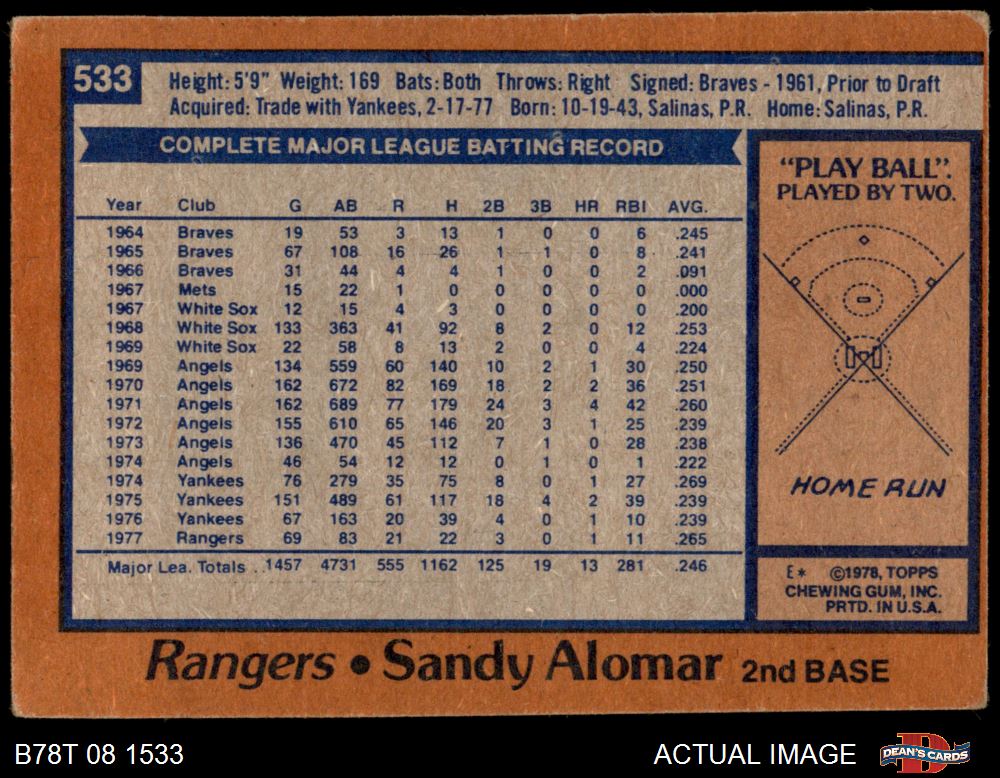 533
Height: 5'9" Weight: 169 Bats: Both Throws: Right Signed: Braves - 1961, Prior to Draft
Acquired: Trade with Yankees, 2-17-77 Born: 10-19-43, Salinas, P.R. Home: Salinas, P.R.
COMPLETE MAJOR LEAGUE BATTING RECORD
Year Club G AB R H 2B 3B HR RBI AVG.
1964 Braves 19 53 3 13 1 0 0 6 .245
1965 Braves 67 108 16 26 1 1 0 8 .241
1966 Braves 31 44 4 4 1 0 0 2 .091
1967 Mets 15 22 1 0 0 0 0 0 .000
1967 White Sox 12 15 4 3 0 0 0 0 .200
1968 White Sox 133 363 41 92 8 2 0 12 .253
1969 White Sox 22 58 8 13 2 0 0 4 .224
1969 Angels 134 559 60 140 10 2 1 30 .250
1970 Angels 162 672 82 169 18 2 2 36 .251
1971 Angels 162 689 77 179 24 3 4 42 .260
1972 Angels 155 610 65 146 20 3 1 25 .239
1973 Angels 136 470 45 112 7 1 0 28 .238
1974 Angels 46 54 12 12 0 1 0 1 .222
1974 Yankees 76 279 35 75 8 0 1 27 .269
1975 Yankees 151 489 61 117 18 4 2 39 .239
1976 Yankees 67 163 20 39 4 0 1 10 .239
1977 Rangers 69 83 21 22 3 0 1 11 .265
Major Lea. Totals .. 1457 4731 555 1162 125 19 13 281 .246
"PLAY BALL":
PLAYED BY TWO.
HOME RUN
E* ©1978, TOPPS
CHEWING GUM, INC.
PRTD. IN U.S.A.
Rangers • Sandy Alomar 2nd BASE
B78T 08 1533
ACTUAL IMAGE
D
DEAN'S CARDS